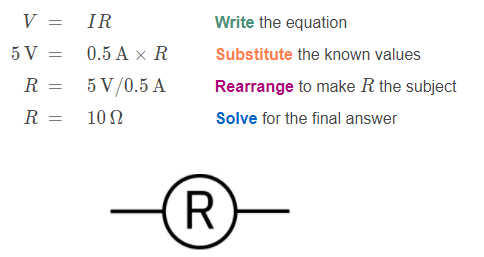 V = IR Write the equation
5 V = 0.5 A × R Substitute the known values
R = 5 V/0.5 A Rearrange to make R the subject
R = 10 Ω Solve for the final answer
R